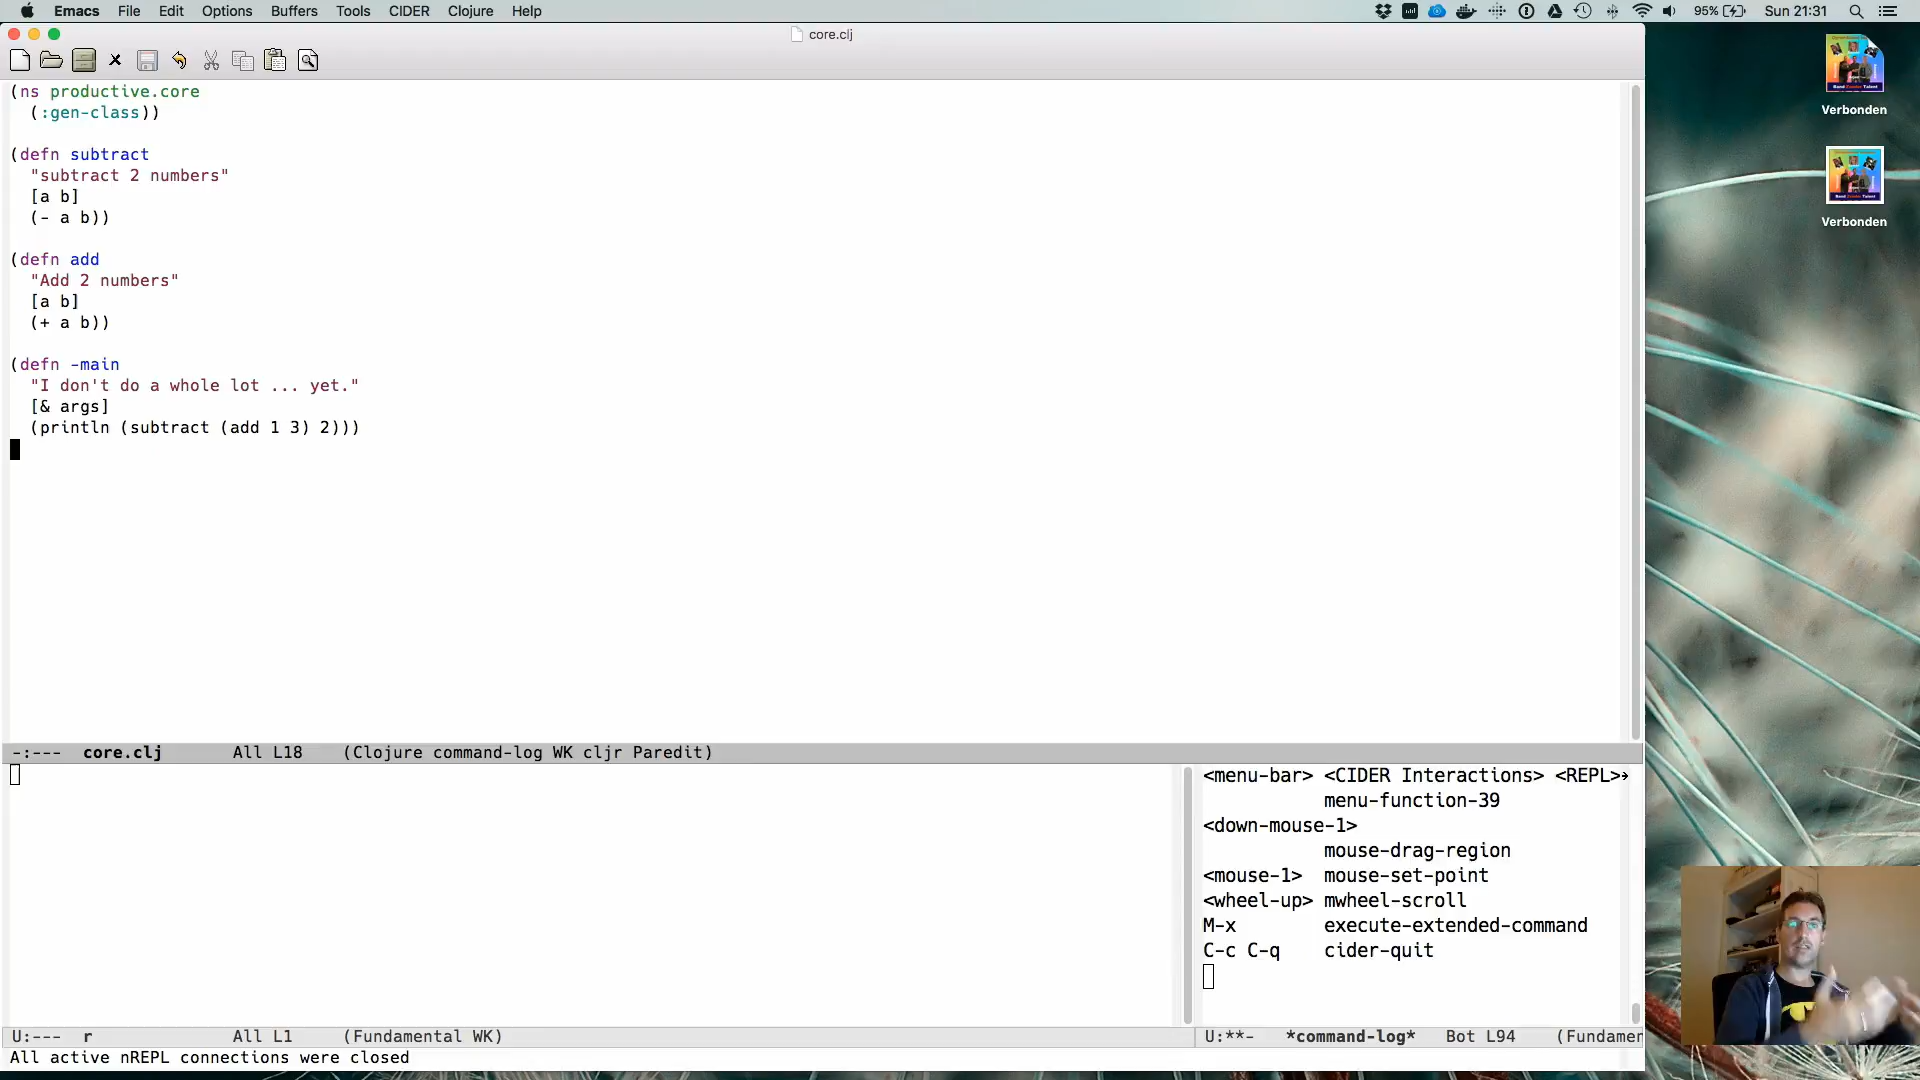 Emacs File Edit Options Buffers Tools CIDER Clojure Help 95% Sun 21:31
core.clj
(ns productive.core
  (:gen-class))
(defn subtract
  "subtract 2 numbers"
  [a b]
  (- a b))
(defn add
  "Add 2 numbers"
  [a b]
  (+ a b))
(defn -main
  "I don't do a whole lot ... yet."
  [& args]
  (println (subtract (add 1 3) 2)))
-:--- core.clj All L18 (Clojure command-log WK cljr Paredit)
<menu-bar> <CIDER Interactions> <REPL>
menu-function-39
<down-mouse-1>
mouse-drag-region
<mouse-1> mouse-set-point
<wheel-up> mwheel-scroll
M-x execute-extended-command
C-c C-q cider-quit
U:--- r All L1 (Fundamental WK)
U:**- *command-log* Bot L94 (Fundamen
All active nREPL connections were closed
Verbonden
Verbonden